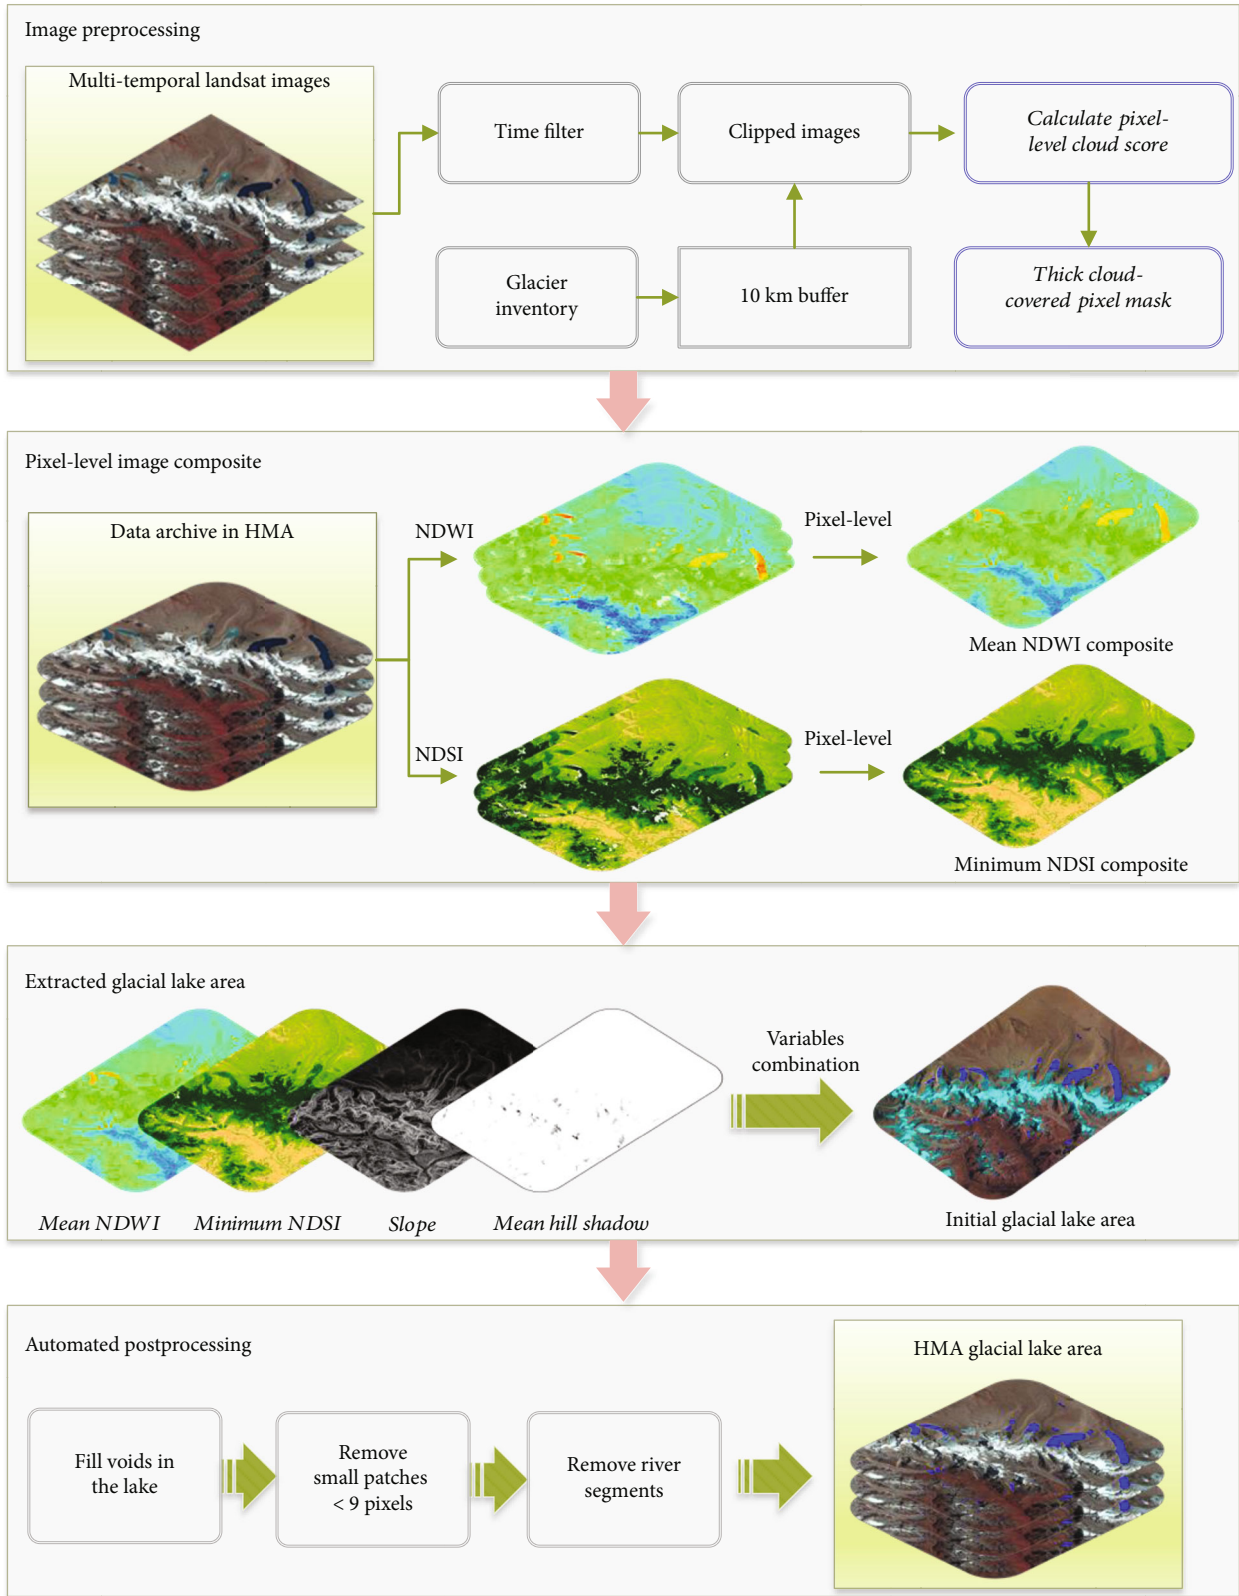 Image preprocessing
Multi-temporal landsat images
Time filter
Clipped images
Calculate pixel-
level cloud score
Glacier
inventory
10 km buffer
Thick cloud-
covered pixel mask
Pixel-level image composite
Data archive in HMA
NDWI
Pixel-level
Mean NDWI composite
NDSI
Pixel-level
Minimum NDSI composite
Extracted glacial lake area
Variables
combination
Mean NDWI
Minimum NDSI
Slope
Mean hill shadow
Initial glacial lake area
Automated postprocessing
HMA glacial lake area
Fill voids in
the lake
Remove
small patches
< 9 pixels
Remove river
segments